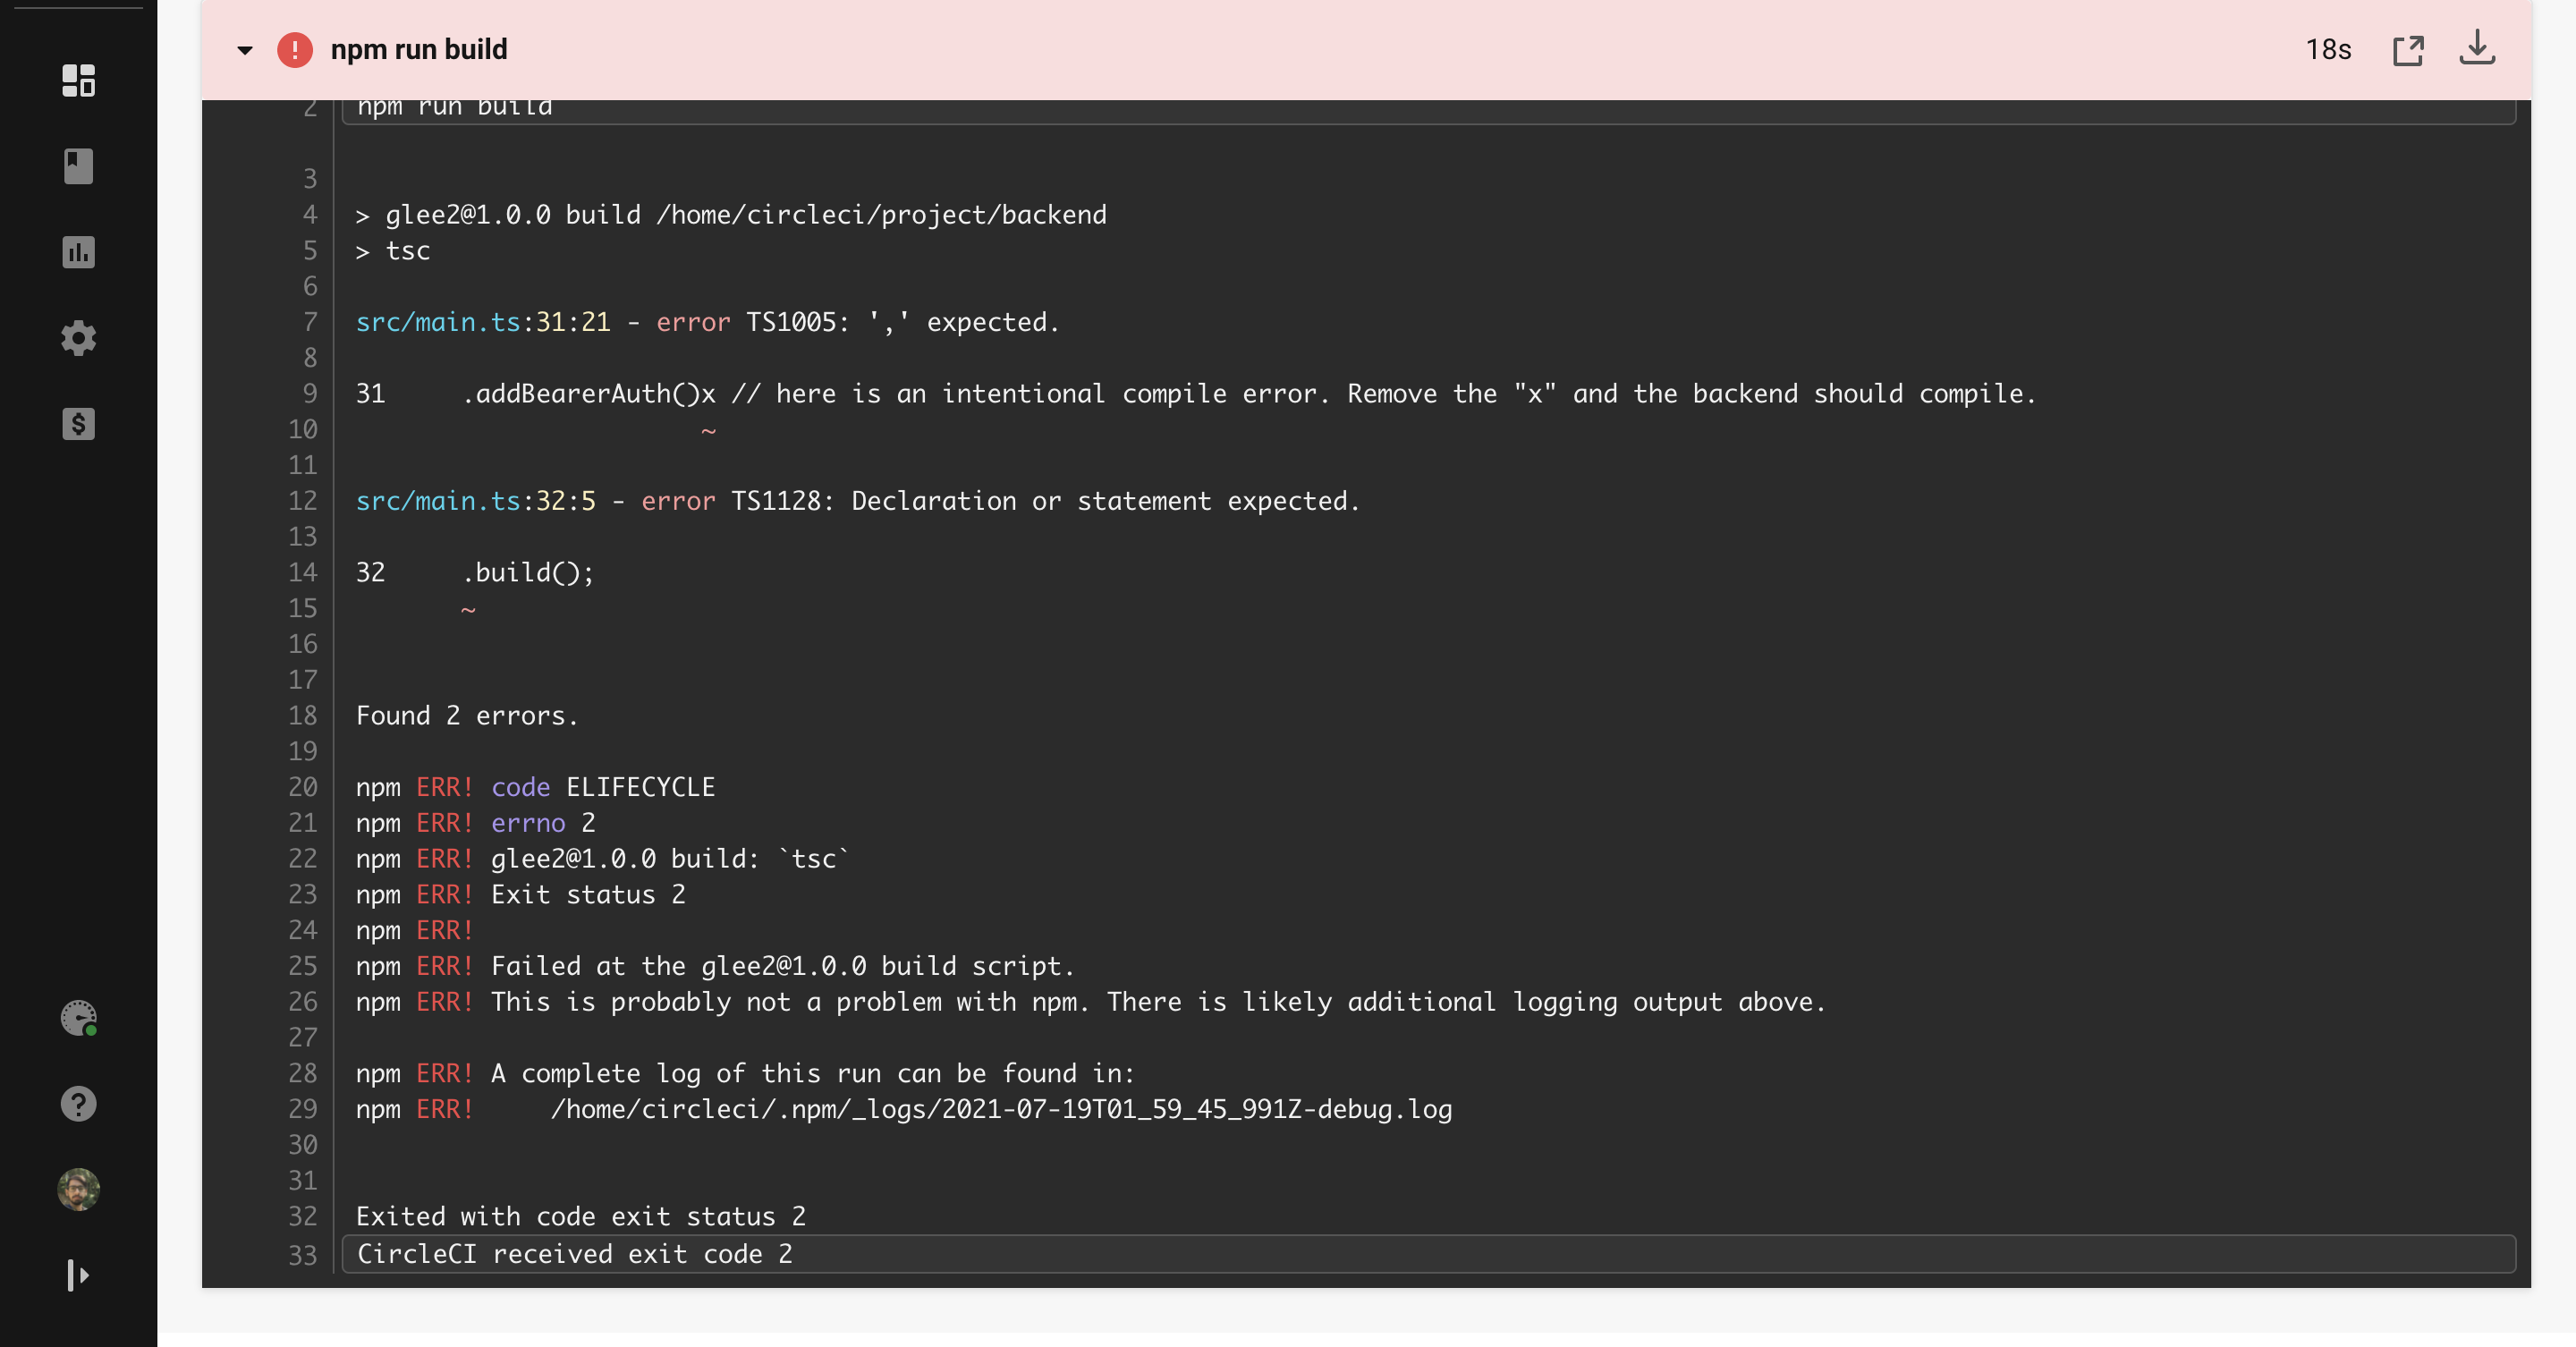 npm run build 18s
2 npm run build
3
4 > glee2@1.0.0 build /home/circleci/project/backend
5 > tsc
6
7 src/main.ts:31:21 - error TS1005: ',' expected.
8
9 31     .addBearerAuth()x // here is an intentional compile error. Remove the "x" and the backend should compile.
10                        ~
11
12 src/main.ts:32:5 - error TS1128: Declaration or statement expected.
13
14 32     .build();
15        ~
16
17
18 Found 2 errors.
19
20 npm ERR! code ELIFECYCLE
21 npm ERR! errno 2
22 npm ERR! glee2@1.0.0 build: `tsc`
23 npm ERR! Exit status 2
24 npm ERR!
25 npm ERR! Failed at the glee2@1.0.0 build script.
26 npm ERR! This is probably not a problem with npm. There is likely additional logging output above.
27
28 npm ERR! A complete log of this run can be found in:
29 npm ERR!     /home/circleci/.npm/_logs/2021-07-19T01_59_45_991Z-debug.log
30
31
32 Exited with code exit status 2
33 CircleCI received exit code 2